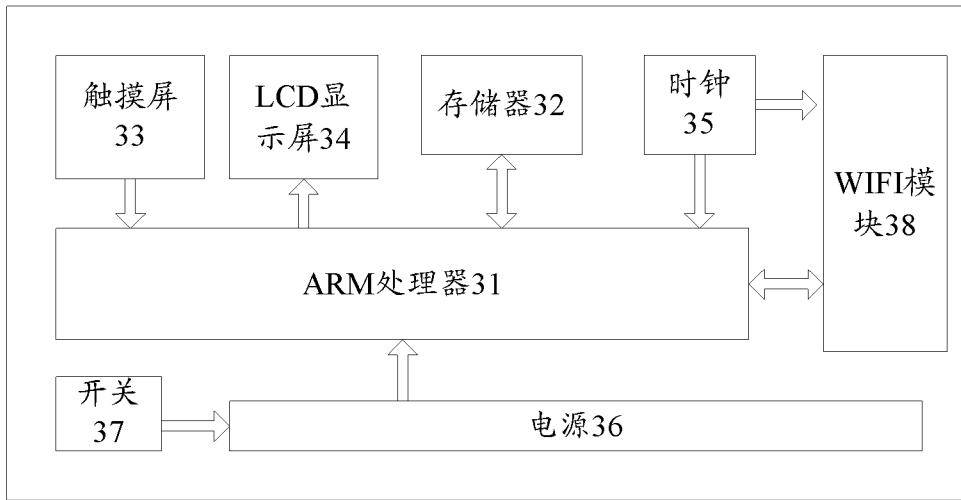 触摸屏
33
LCD显
示屏34
存储器32
时钟
35
WIFI模
块38
ARM处理器31
开关
37
电源36